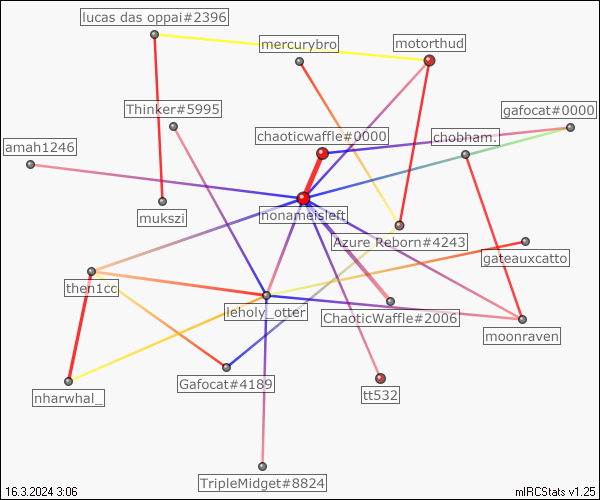 lucas das oppai#2396
mercurybro
motorthud
Thinker#5995
gafocat#0000
chaoticwaffle#0000
chobham.
amah1246
mukszi
nonameisleft
Azure Reborn#4243
gateauxcatto
then1cc
leholy_otter
ChaoticWaffle#2006
moonraven
Gafocat#4189
tt532
nharwhal_
TripleMidget#8824
16.3.2024 3:06
mIRCStats v1.25